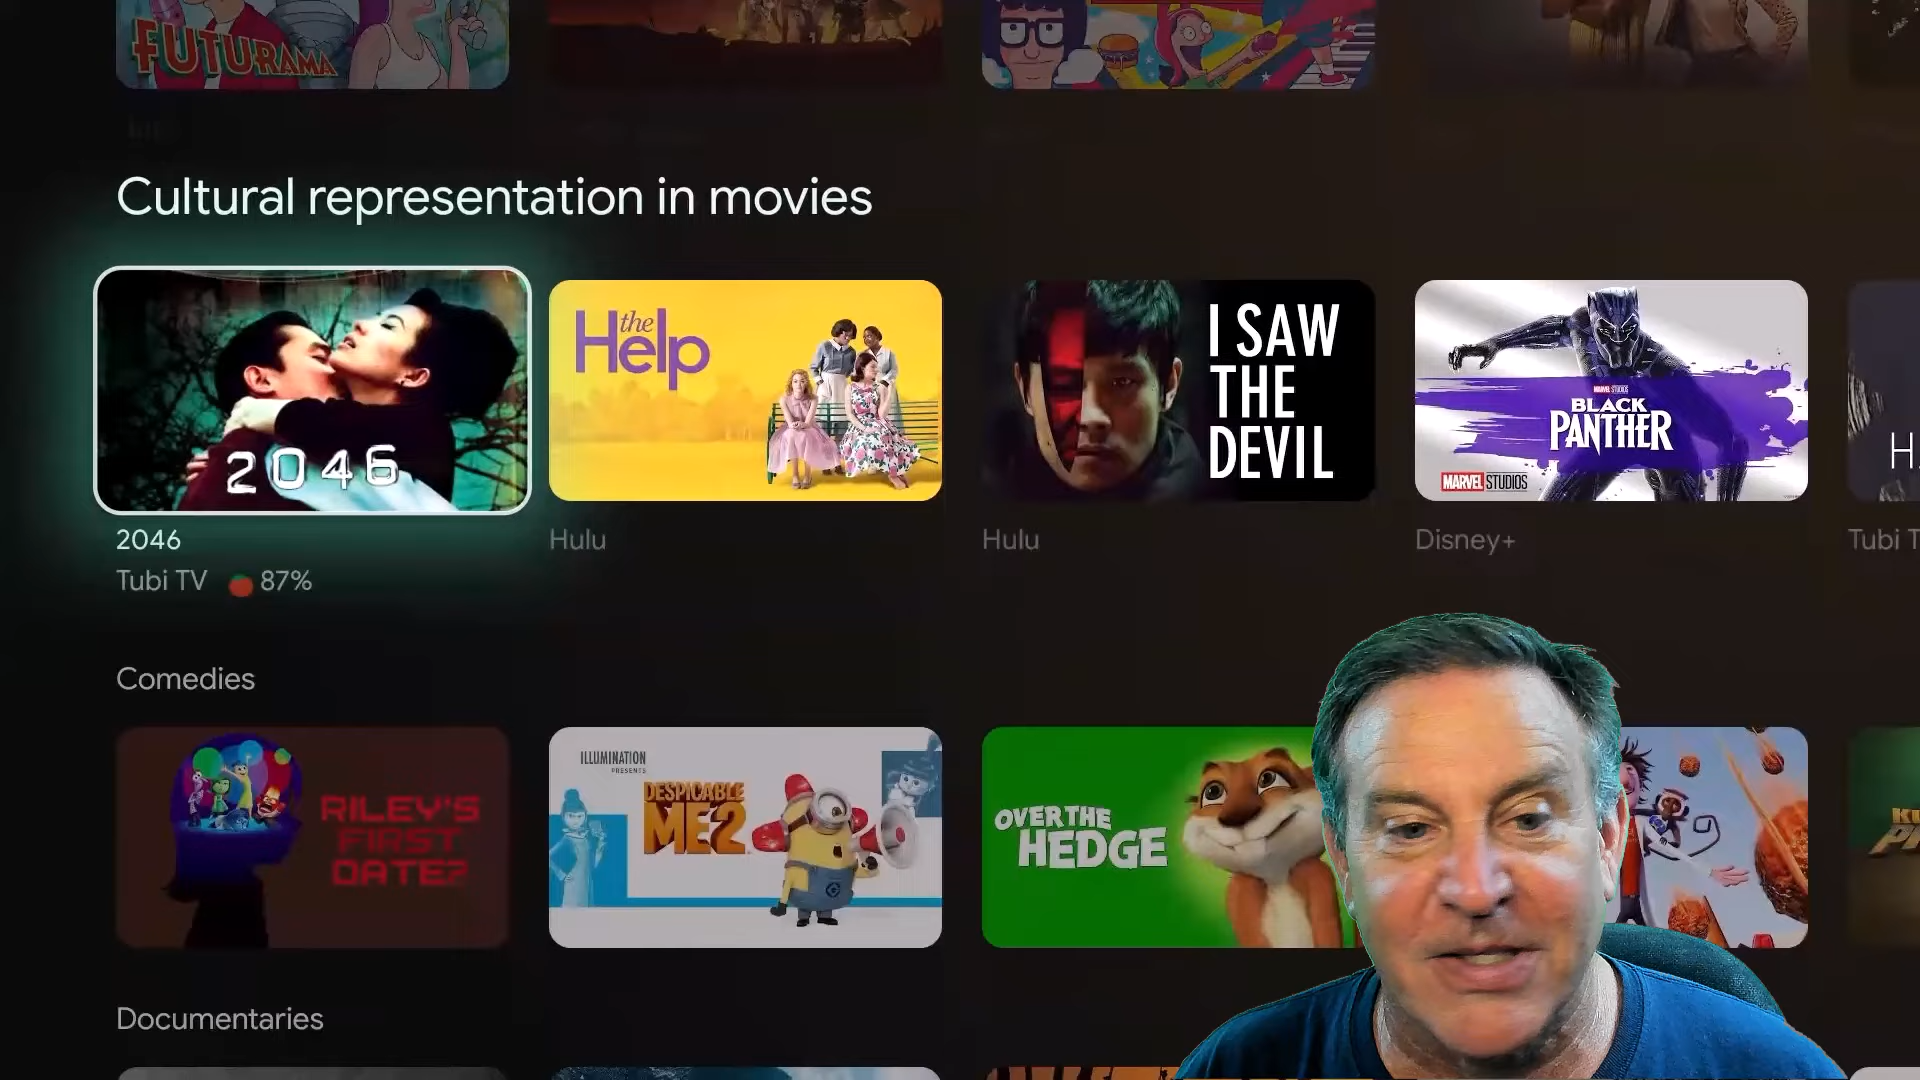 FUTURAMA
Cultural representation in movies
2046
the
Help
I SAW
THE
DEVIL
MARVEL STUDIOS
BLACK
PANTHER
MARVEL STUDIOS
H
2046
Hulu
Hulu
Disney+
Tubi T
Tubi TV 87%
Comedies
RILEY'S
FIRST
DATE?
ILLUMINATION
PRESENTS
DESPICABLE
ME 2
OVER THE
HEDGE
Documentaries